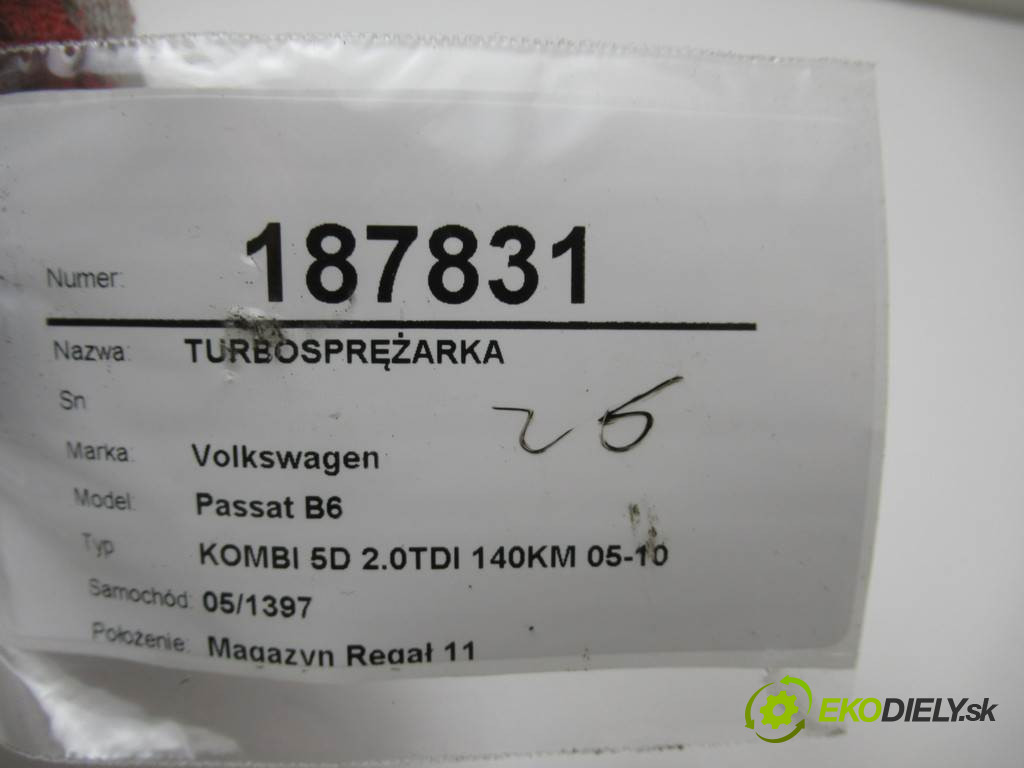 Numer: 187831
Nazwa: TURBOSPRĘŻARKA
Sn
26
Marka: Volkswagen
Model: Passat B6
Typ KOMBI 5D 2.0TDI 140KM 05-10
Samochód: 05/1397
Położenie: Magazyn Regał 11
EKODIELY.sk